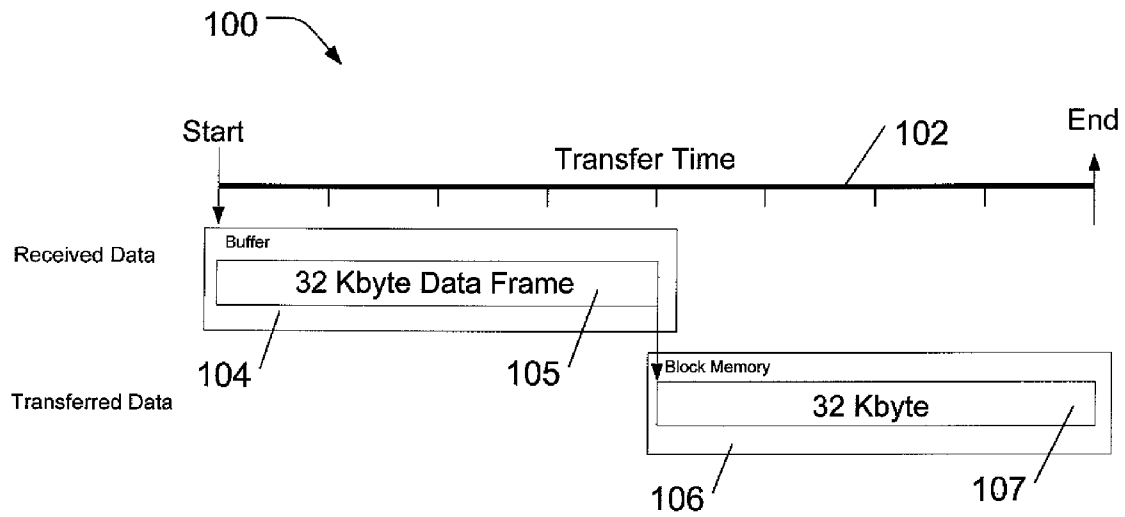 100
Start
End
Transfer Time
102
Received Data
Buffer
32 Kbyte Data Frame
104
105
Block Memory
Transferred Data
32 Kbyte
106
107